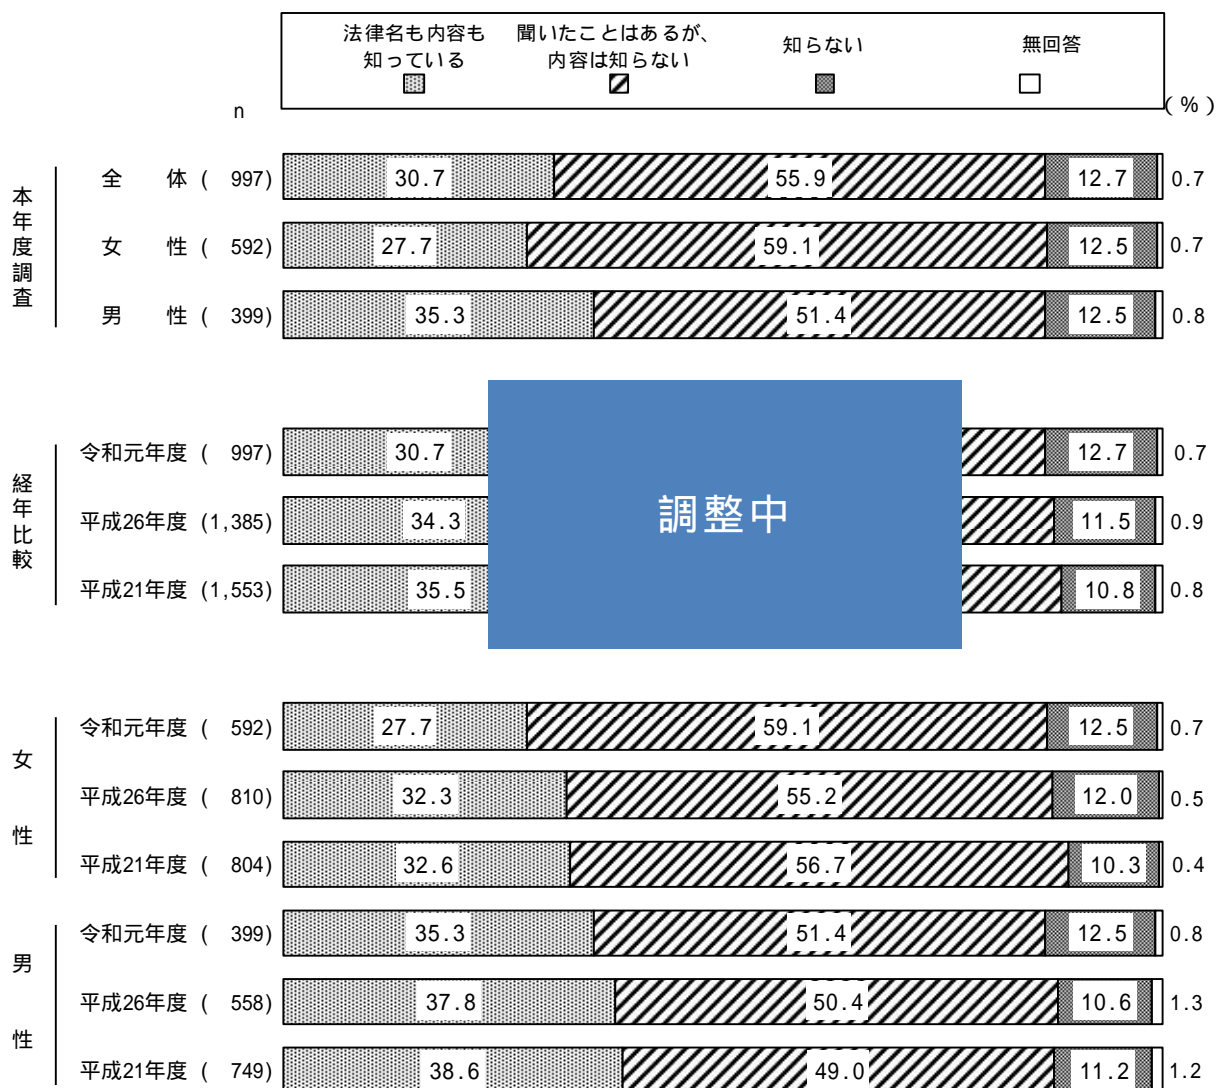 法律名も内容も
知っている
聞いたことはあるが、
内容は知らない
知らない
無回答
n
(%)
本年度調査
全 体 ( 997) 30.7 55.9 12.7 0.7
女 性 ( 592) 27.7 59.1 12.5 0.7
男 性 ( 399) 35.3 51.4 12.5 0.8
経年比較
令和元年度 ( 997) 30.7 12.7 0.7
平成26年度 (1,385) 34.3 11.5 0.9
平成21年度 (1,553) 35.5 10.8 0.8
調整中
女性
令和元年度 ( 592) 27.7 59.1 12.5 0.7
平成26年度 ( 810) 32.3 55.2 12.0 0.5
平成21年度 ( 804) 32.6 56.7 10.3 0.4
男性
令和元年度 ( 399) 35.3 51.4 12.5 0.8
平成26年度 ( 558) 37.8 50.4 10.6 1.3
平成21年度 ( 749) 38.6 49.0 11.2 1.2